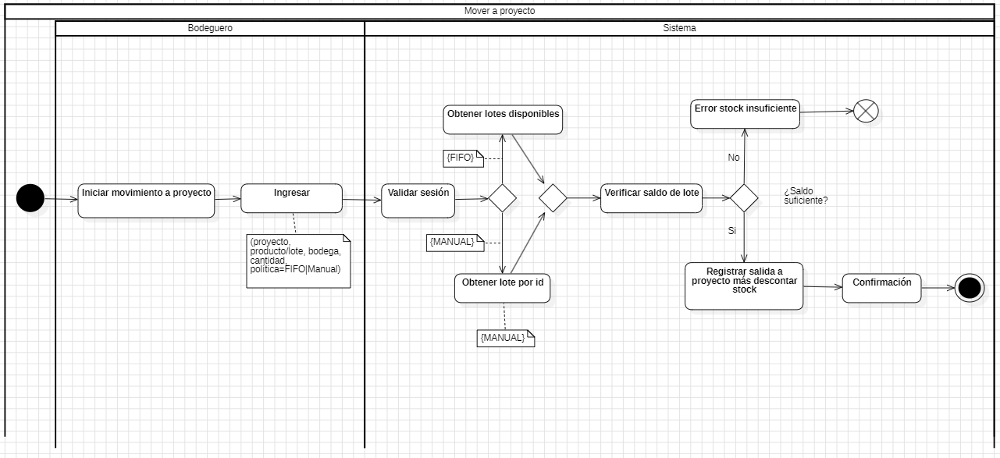 Mover a proyecto
Bodeguero
Sistema
Obtener lotes disponibles
Error stock insuficiente
{FIFO}
No
Iniciar movimiento a proyecto
Ingresar
Validar sesión
Verificar saldo de lote
¿Saldo
suficiente?
(proyecto,
producto/lote, bodega,
cantidad,
política=FIFO|Manual)
{MANUAL}
Si
Obtener lote por id
Registrar salida a
proyecto más descontar
stock
Confirmación
{MANUAL}